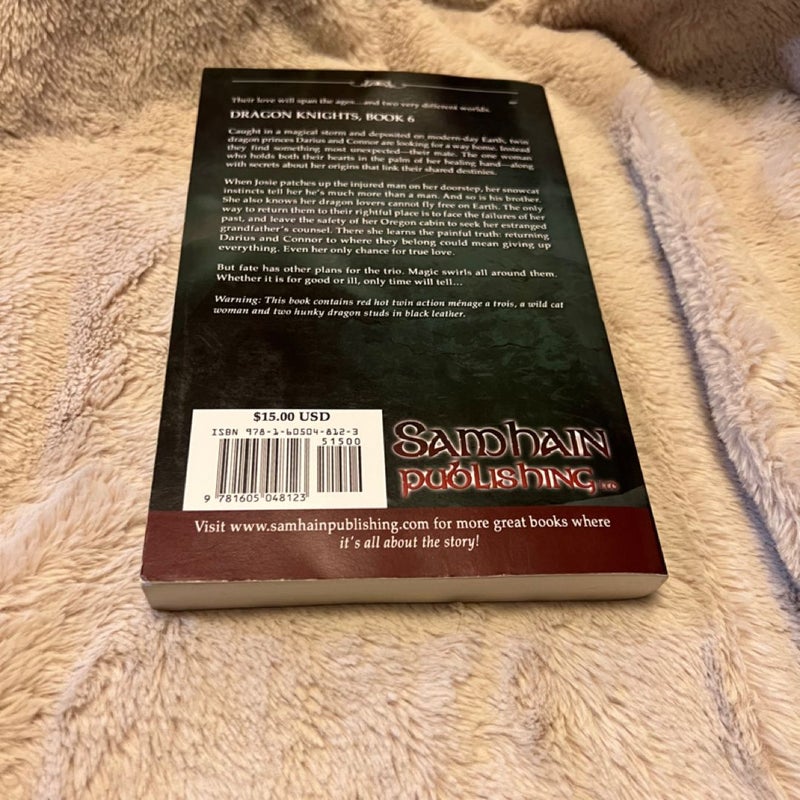 Their love will span the ages...and two very different worlds.
DRAGON KNIGHTS, BOOK 6
Caught in a magical storm and deposited on modern-day Earth, twin
dragon princes Darius and Connor are looking for a way home. Instead
they find something most unexpected—their mate. The one woman
who holds both their hearts in the palm of her healing hand—along
with secrets about her origins that link their shared destinies.
When Josie patches up the injured man on her doorstep, her snowcat
instincts tell her he's much more than a man. And so is his brother.
She also knows her dragon lovers cannot fly free on Earth. The only
way to return them to their rightful place is to face the failures of her
past, and leave the safety of her Oregon cabin to seek her estranged
grandfather's counsel. There she learns the painful truth: returning
Darius and Connor to where they belong could mean giving up
everything. Even her only chance for true love.
But fate has other plans for the trio. Magic swirls all around them.
Whether it is for good or ill, only time will tell...
Warning: This book contains red hot twin action ménage a trois, a wild cat
woman and two hunky dragon studs in black leather.
$15.00 USD
ISBN 978-1-60504-812-3
51500
9 781605 048123
Samhain
Publishing
Visit www.samhainpublishing.com for more great books where
it's all about the story!